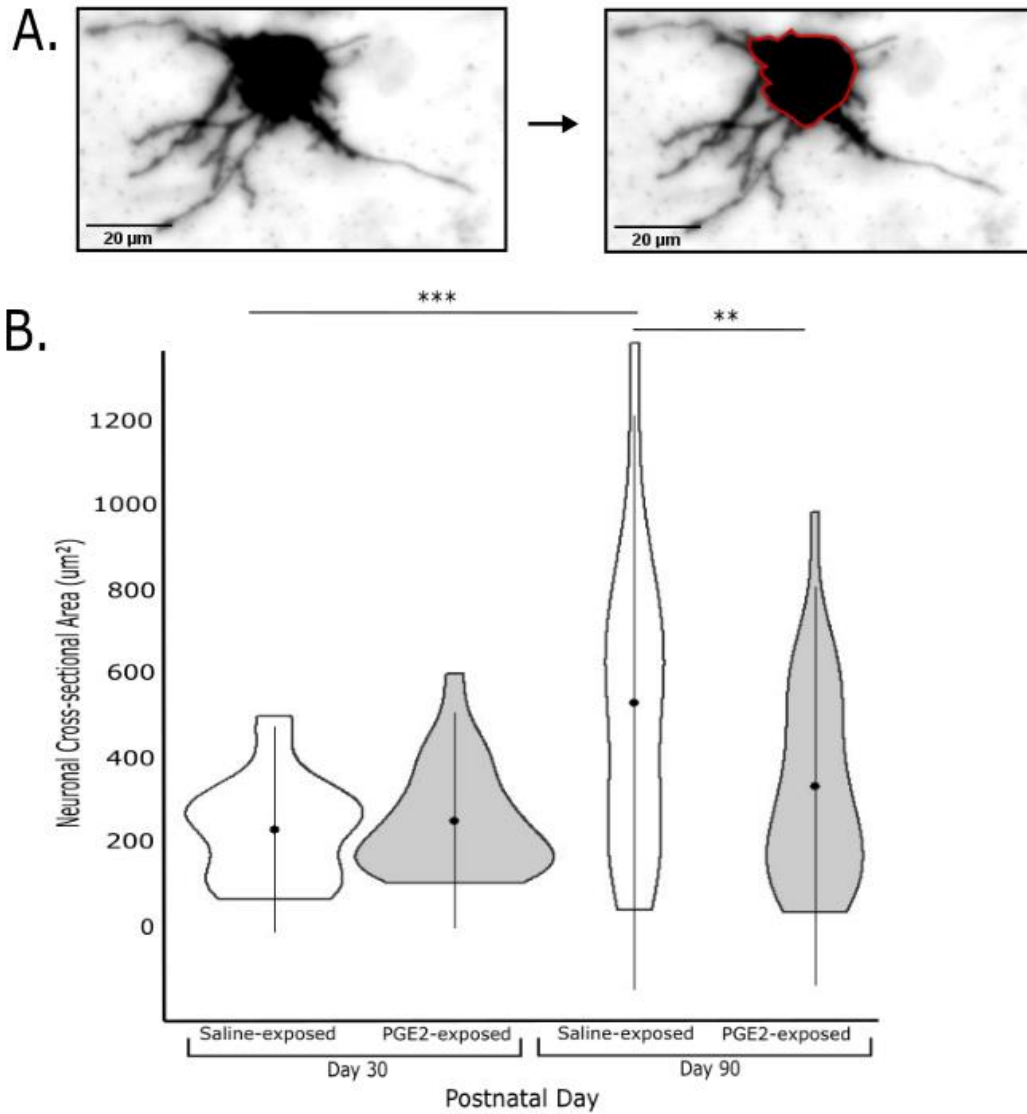 A.
20 µm
20 µm
***
**
B.
1200
1000
800
600
400
200
0
Neuronal Cross-sectional Area (um²)
Saline-exposed PGE2-exposed Saline-exposed PGE2-exposed
Day 30 Day 90
Postnatal Day